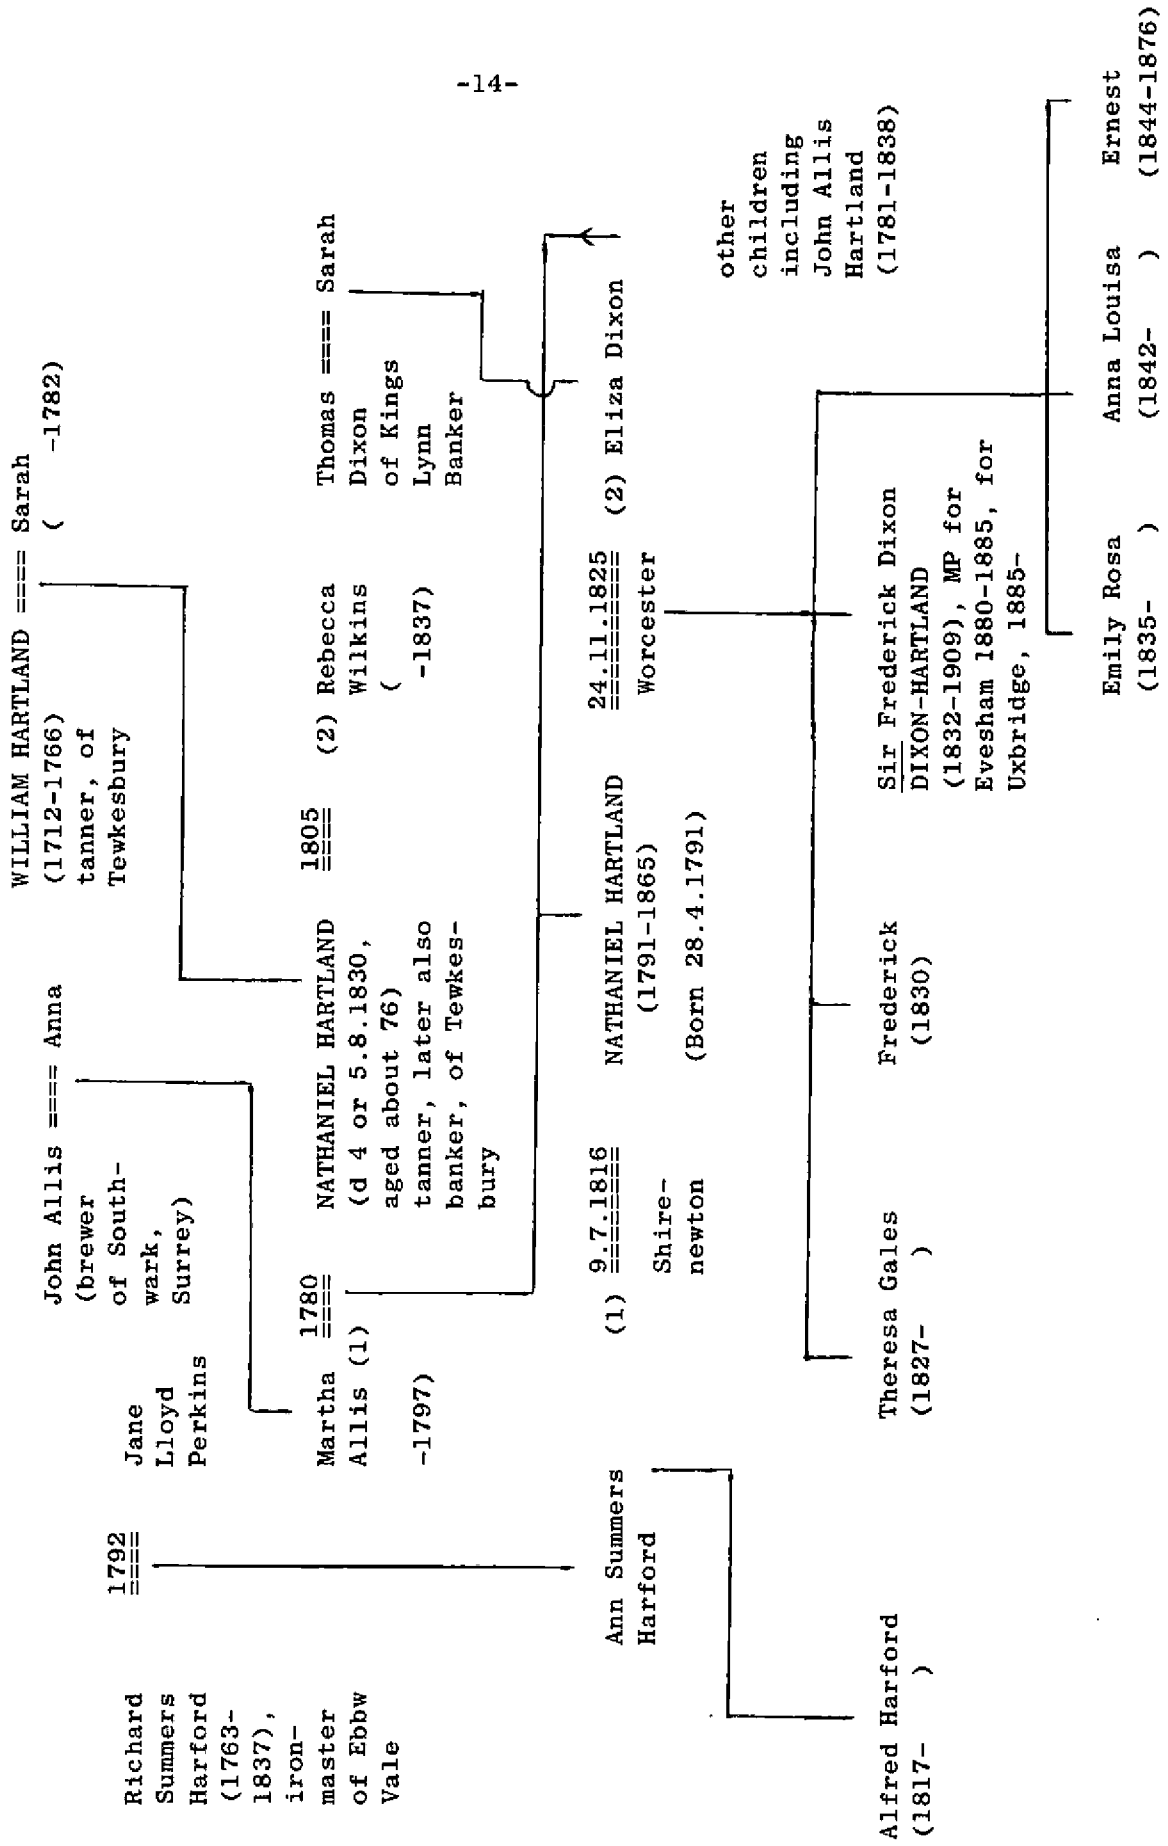 -14-
WILLIAM HARTLAND ==== Sarah
(1712-1766) ( -1782)
tanner, of
Tewkesbury
John Allis ==== Anna
(brewer
of South-
wark,
Surrey)
Richard
Summers
Harford
(1763-
1837),
iron-
master
of Ebbw
Vale
1792
====
Jane
Lloyd
Perkins
Martha
Allis (1)
-1797)
1780
====
NATHANIEL HARTLAND
(d 4 or 5.8.1830,
aged about 76)
tanner, later also
banker, of Tewkes-
bury
1805
====
(2) Rebecca
Wilkins
( -1837)
Thomas ==== Sarah
Dixon
of Kings
Lynn
Banker
Ann Summers
Harford
(1) 9.7.1816
========
Shire-
newton
NATHANIEL HARTLAND
(1791-1865)
(Born 28.4.1791)
24.11.1825
==========
Worcester
(2) Eliza Dixon
other
children
including
John Allis
Hartland
(1781-1838)
Alfred Harford
(1817- )
Theresa Gales
(1827- )
Frederick
(1830)
Sir Frederick Dixon
DIXON-HARTLAND
(1832-1909), MP for
Evesham 1880-1885, for
Uxbridge, 1885-
Emily Rosa
(1835- )
Anna Louisa
(1842- )
Ernest
(1844-1876)